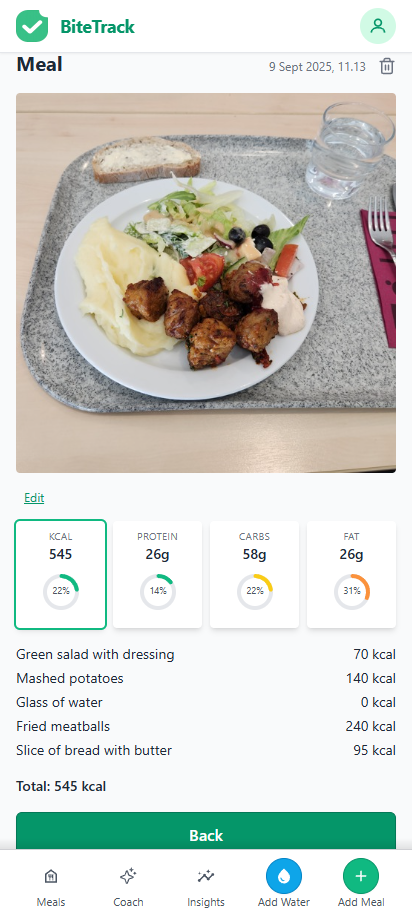 BiteTrack
Meal
9 Sept 2025, 11.13
Edit
KCAL
545
22%
PROTEIN
26g
14%
CARBS
58g
22%
FAT
26g
31%
Green salad with dressing 70 kcal
Mashed potatoes 140 kcal
Glass of water 0 kcal
Fried meatballs 240 kcal
Slice of bread with butter 95 kcal
Total: 545 kcal
Back
Meals
Coach
Insights
Add Water
Add Meal